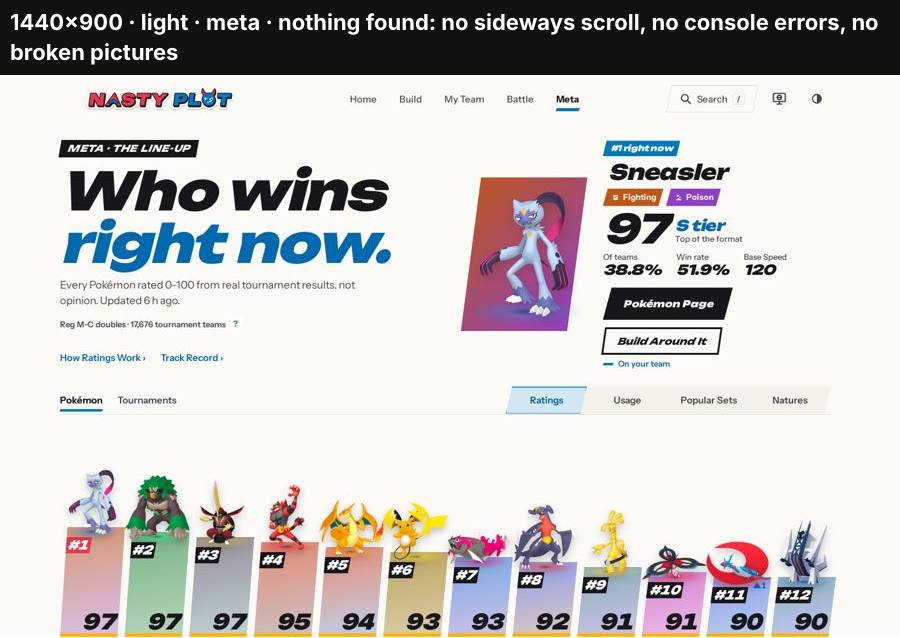 1440×900 · light · meta · nothing found: no sideways scroll, no console errors, no
broken pictures
NASTY PLOT
Home
Build
My Team
Battle
Meta
Search /
META · THE LINE-UP
Who wins
right now.
Every Pokémon rated 0–100 from real tournament results, not
opinion. Updated 6 h ago.
Reg M-C doubles · 17,676 tournament teams ?
How Ratings Work ›
Track Record ›
#1 right now
Sneasler
Fighting
Poison
97
S tier
Top of the format
Of teams
38.8%
Win rate
51.9%
Base Speed
120
Pokémon Page
Build Around It
On your team
Pokémon
Tournaments
Ratings
Usage
Popular Sets
Natures
#1
97
#2
97
#3
97
#4
95
#5
94
#6
93
#7
93
#8
92
#9
91
#10
91
▲1
#11
90
#12
90